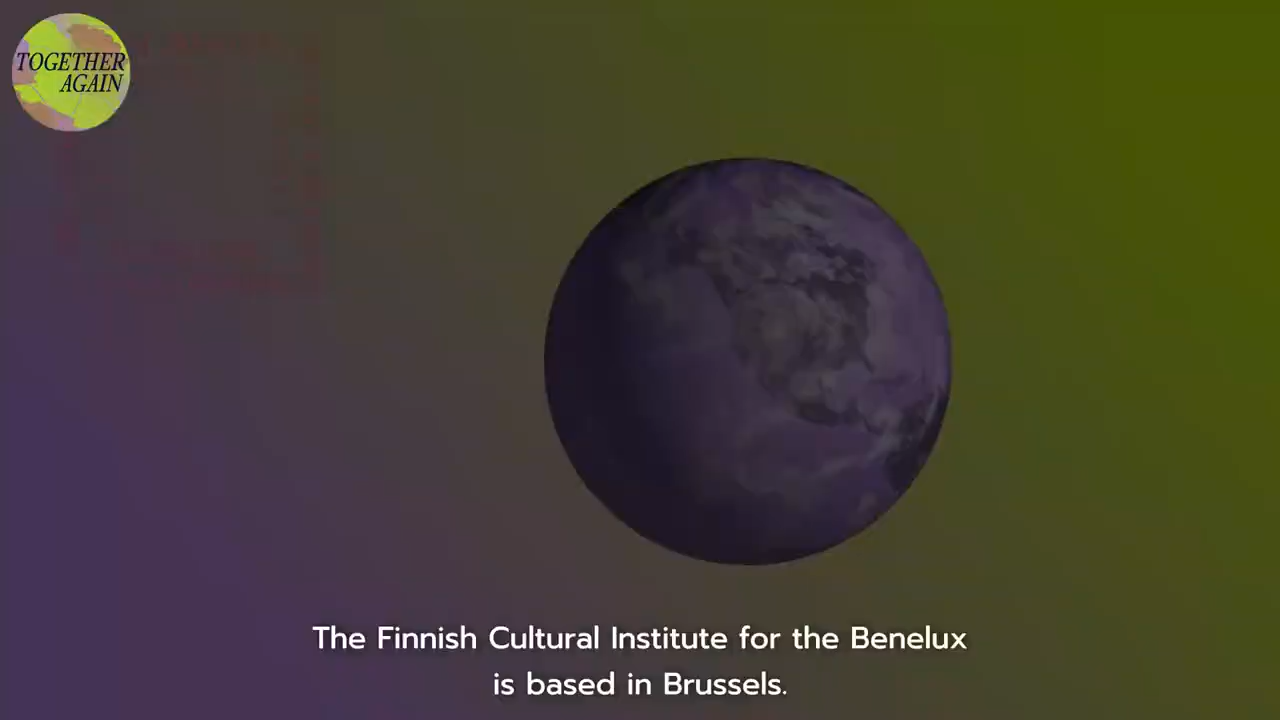 TOGETHER
AGAIN
The Finnish Cultural Institute for the Benelux
is based in Brussels.